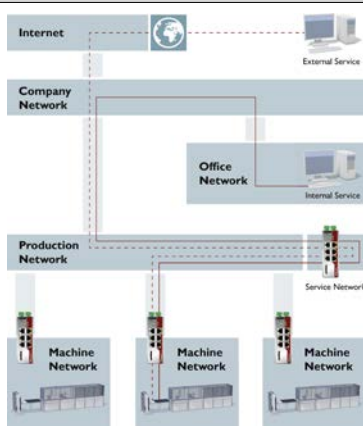 Internet
External Service
Company
Network
Office
Network
Internal Service
Production
Network
Service Network
Machine
Network
Machine
Network
Machine
Network